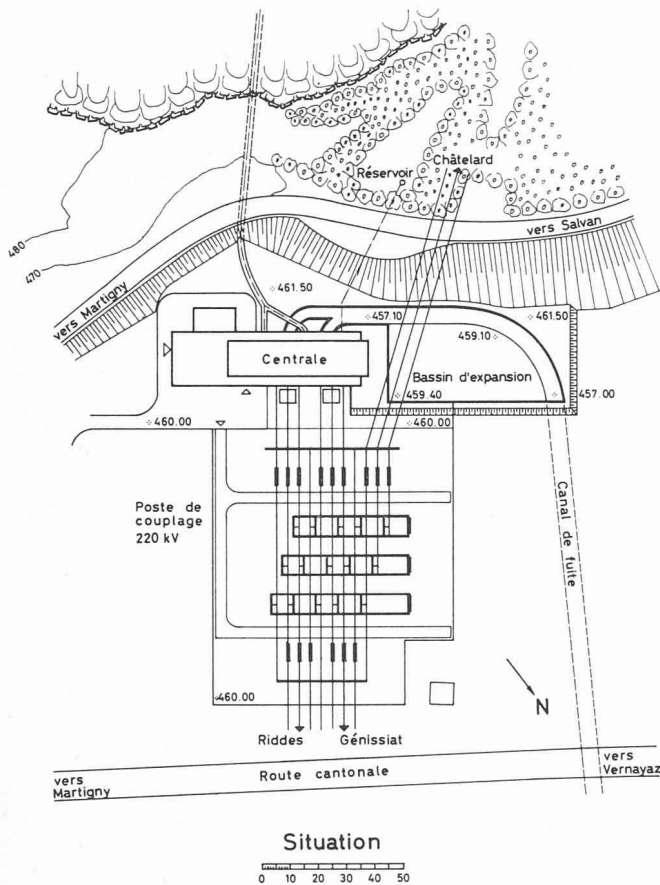 Réservoir
Châtelard
480
470
vers Salvan
vers Martigny
461.50
457.10
461.50
459.10
Centrale
Bassin d'expansion
459.40
457.00
460.00
460.00
Poste de
couplage
220 kV
Canal de fuite
460.00
N
Riddes
Génissiat
vers
Martigny
Route cantonale
vers
Vernayaz
Situation
0 10 20 30 40 50